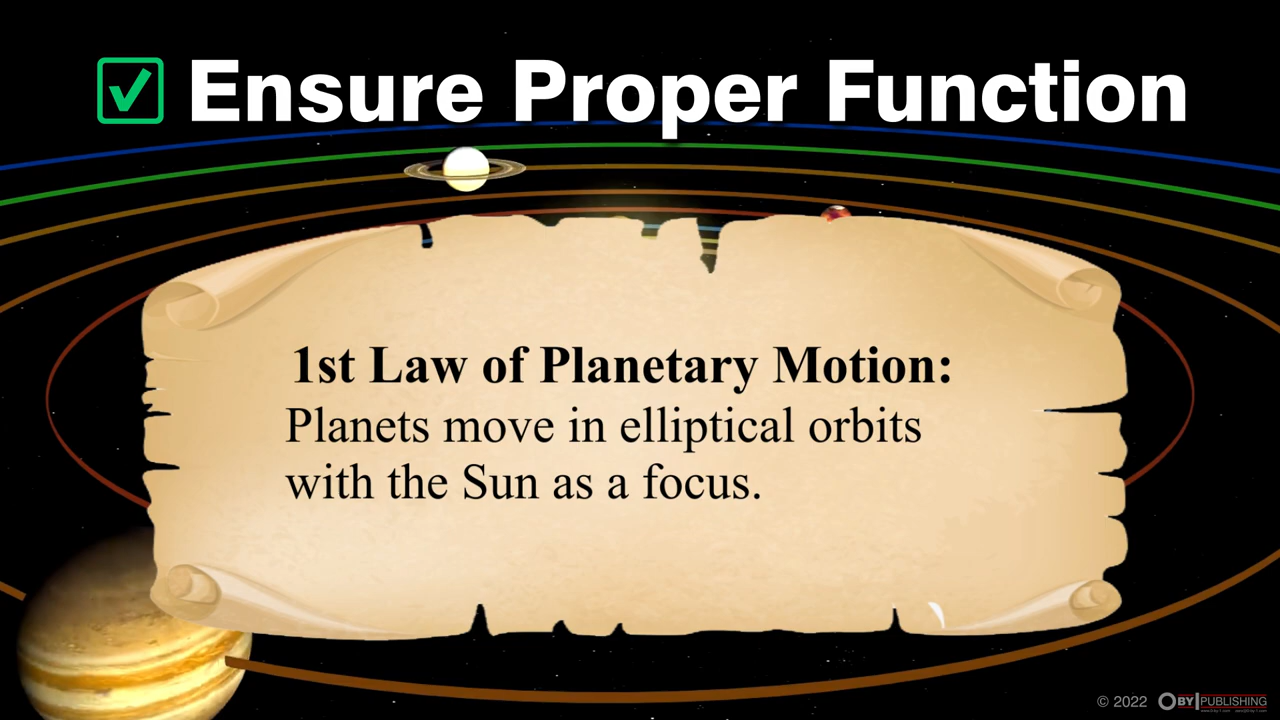 Ensure Proper Function
1st Law of Planetary Motion:
Planets move in elliptical orbits
with the Sun as a focus.
© 2022 BY PUBLISHING